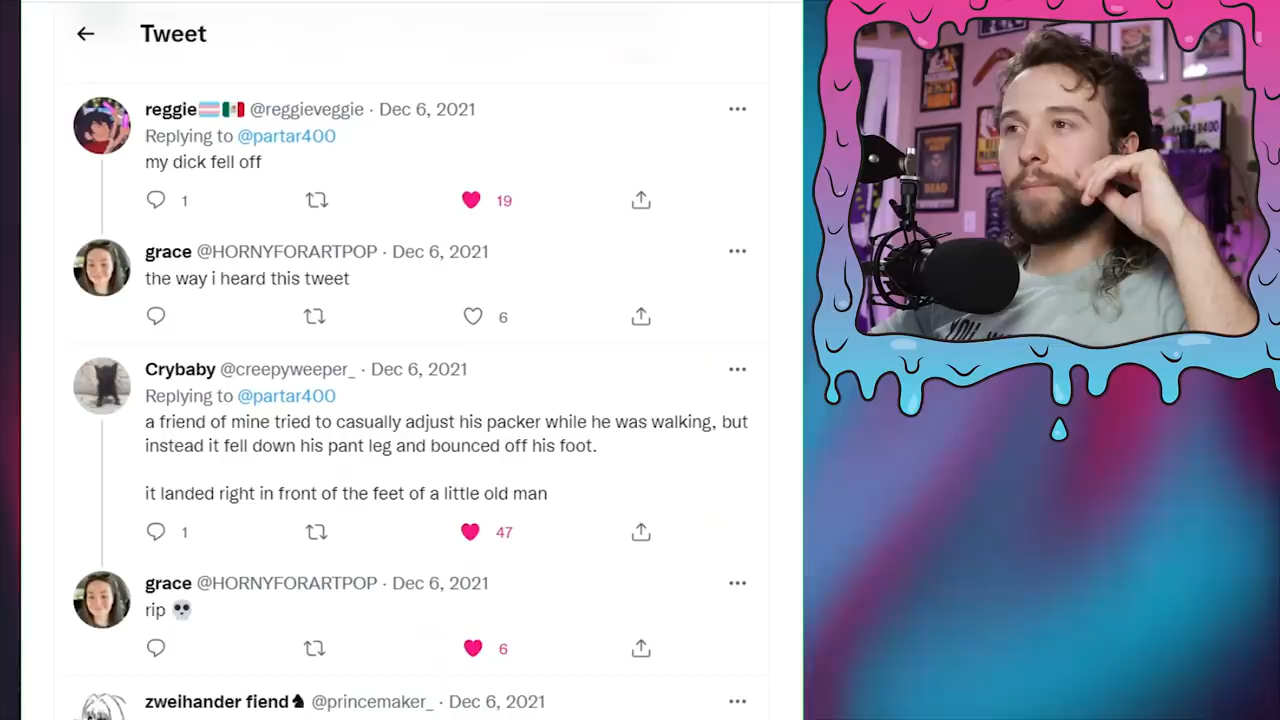 Tweet
reggie @reggieveggie · Dec 6, 2021
Replying to @partar400
my dick fell off
1 19
grace @HORNYFORARTPOP · Dec 6, 2021
the way i heard this tweet
6
Crybaby @creepyweeper_ · Dec 6, 2021
Replying to @partar400
a friend of mine tried to casually adjust his packer while he was walking, but
instead it fell down his pant leg and bounced off his foot.
it landed right in front of the feet of a little old man
1 47
grace @HORNYFORARTPOP · Dec 6, 2021
rip 💀
6
zweihander fiend♞ @princemaker_ · Dec 6, 2021
DEAD
YOU